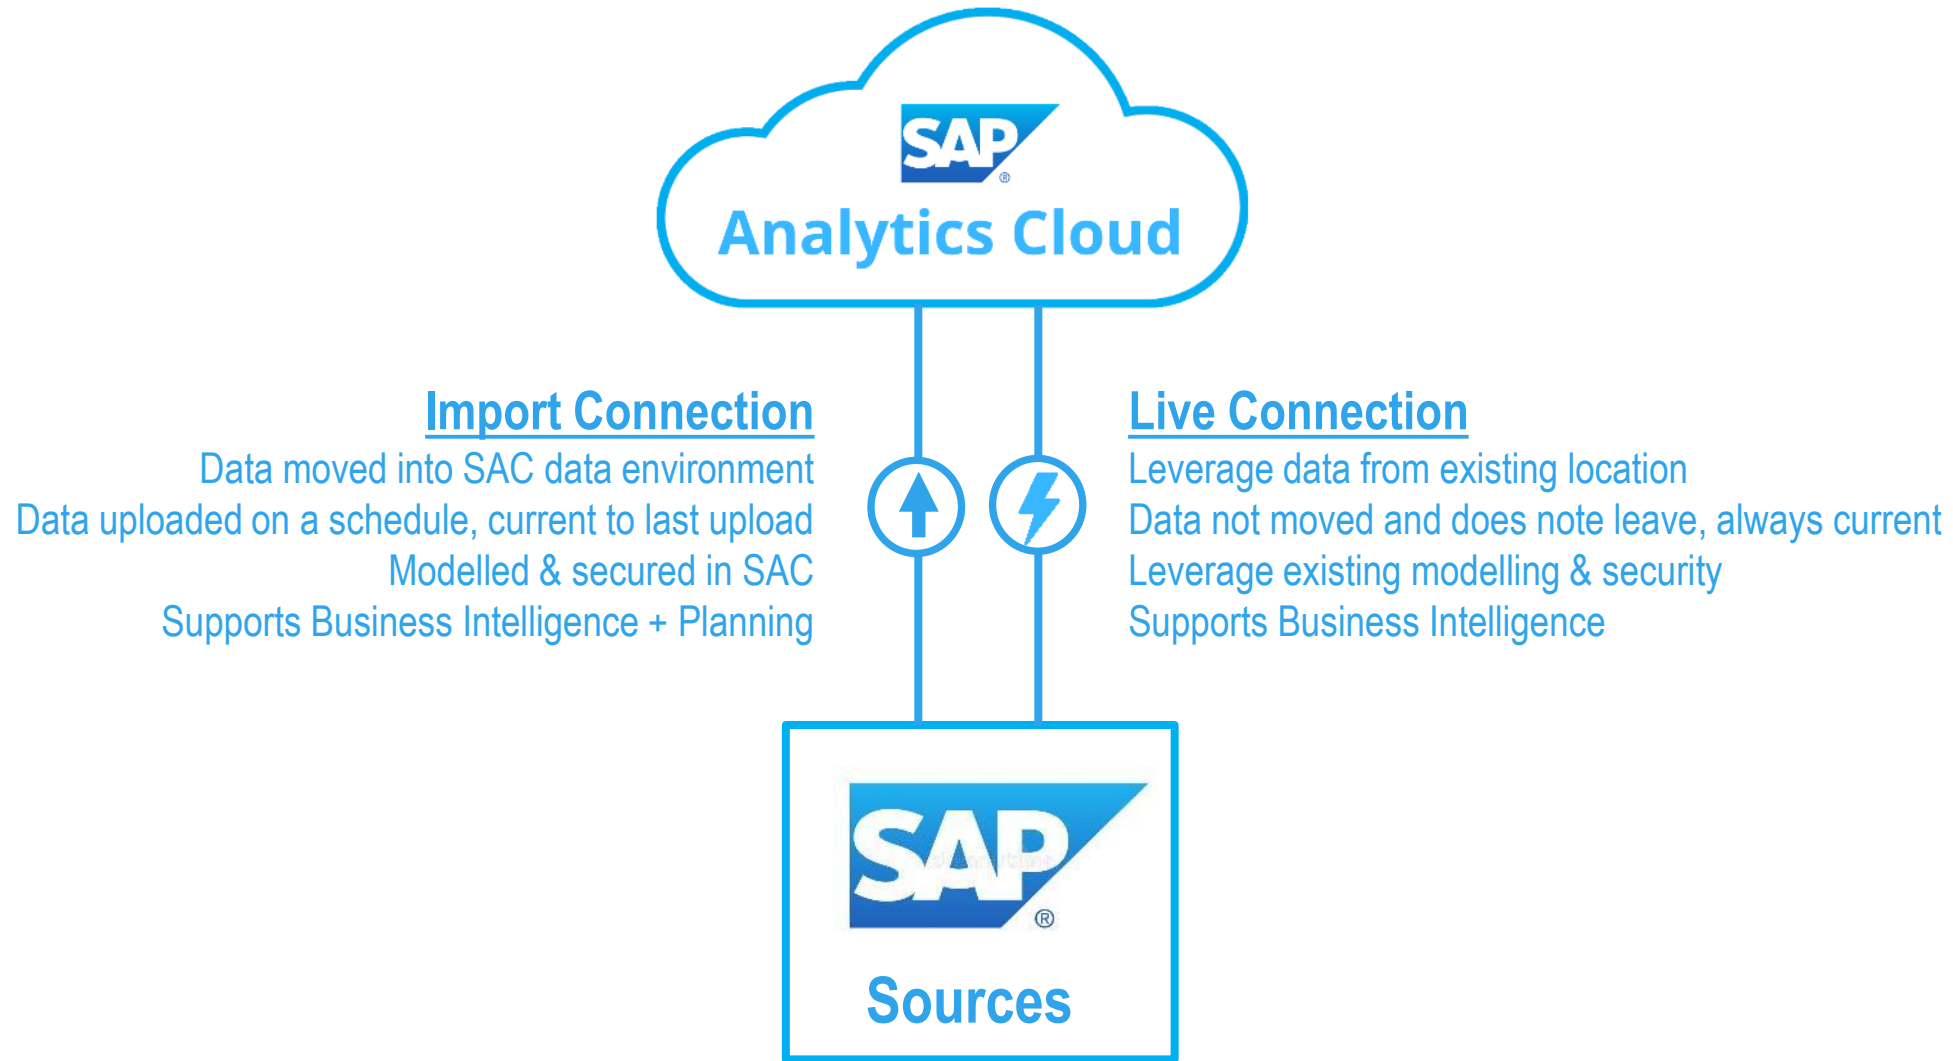 SAP
®
Analytics Cloud
Import Connection
Data moved into SAC data environment
Data uploaded on a schedule, current to last upload
Modelled & secured in SAC
Supports Business Intelligence + Planning
Live Connection
Leverage data from existing location
Data not moved and does note leave, always current
Leverage existing modelling & security
Supports Business Intelligence
SAP
®
Sources